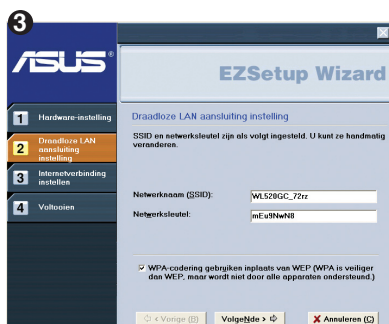 3
ASUS®
EZSetup Wizard
1 Hardware-instelling
2 Draadloze LAN
aansluiting
instelling
3 Internetverbinding
instellen
4 Voltooien
Draadloze LAN aansluiting instelling
SSID en netwerksleutel zijn als volgt ingesteld. U kunt ze handmatig
veranderen.
Netwerknaam (SSID): WL520GC_72rz
Netwerksleutel: mEu9NwN8
WPA-codering gebruiken inplaats van WEP (WPA is veiliger
dan WEP, maar wordt niet door alle apparaten ondersteund.)
< Vorige (B) VolgeNde > Annuleren (C)